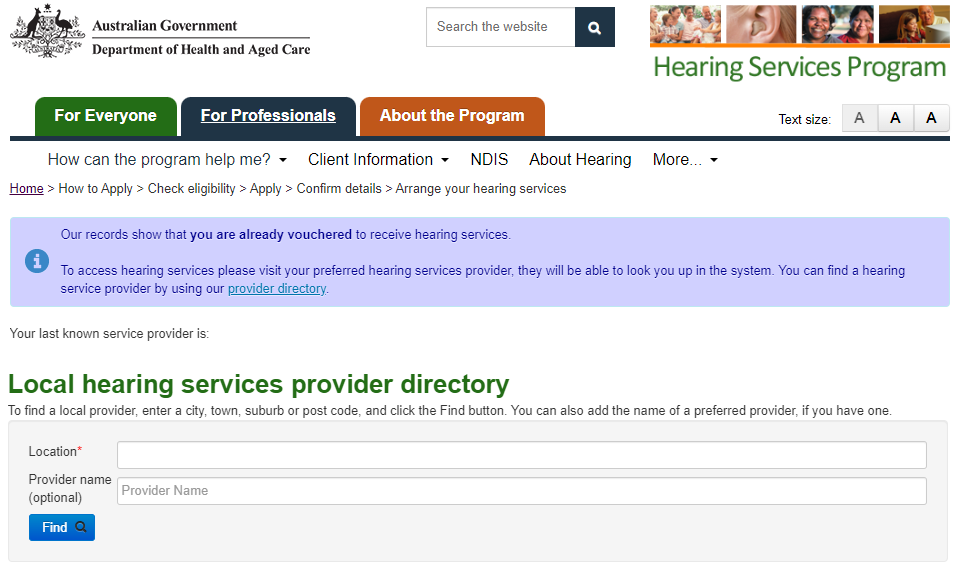 Australian Government
Department of Health and Aged Care
Search the website
Hearing Services Program
For Everyone
For Professionals
About the Program
Text size: A A A
How can the program help me? Client Information NDIS About Hearing More...
Home > How to Apply > Check eligibility > Apply > Confirm details > Arrange your hearing services
Our records show that you are already vouchered to receive hearing services.
To access hearing services please visit your preferred hearing services provider, they will be able to look you up in the system. You can find a hearing
service provider by using our provider directory.
Your last known service provider is:
Local hearing services provider directory
To find a local provider, enter a city, town, suburb or post code, and click the Find button. You can also add the name of a preferred provider, if you have one.
Location*
Provider name
(optional)
Provider Name
Find